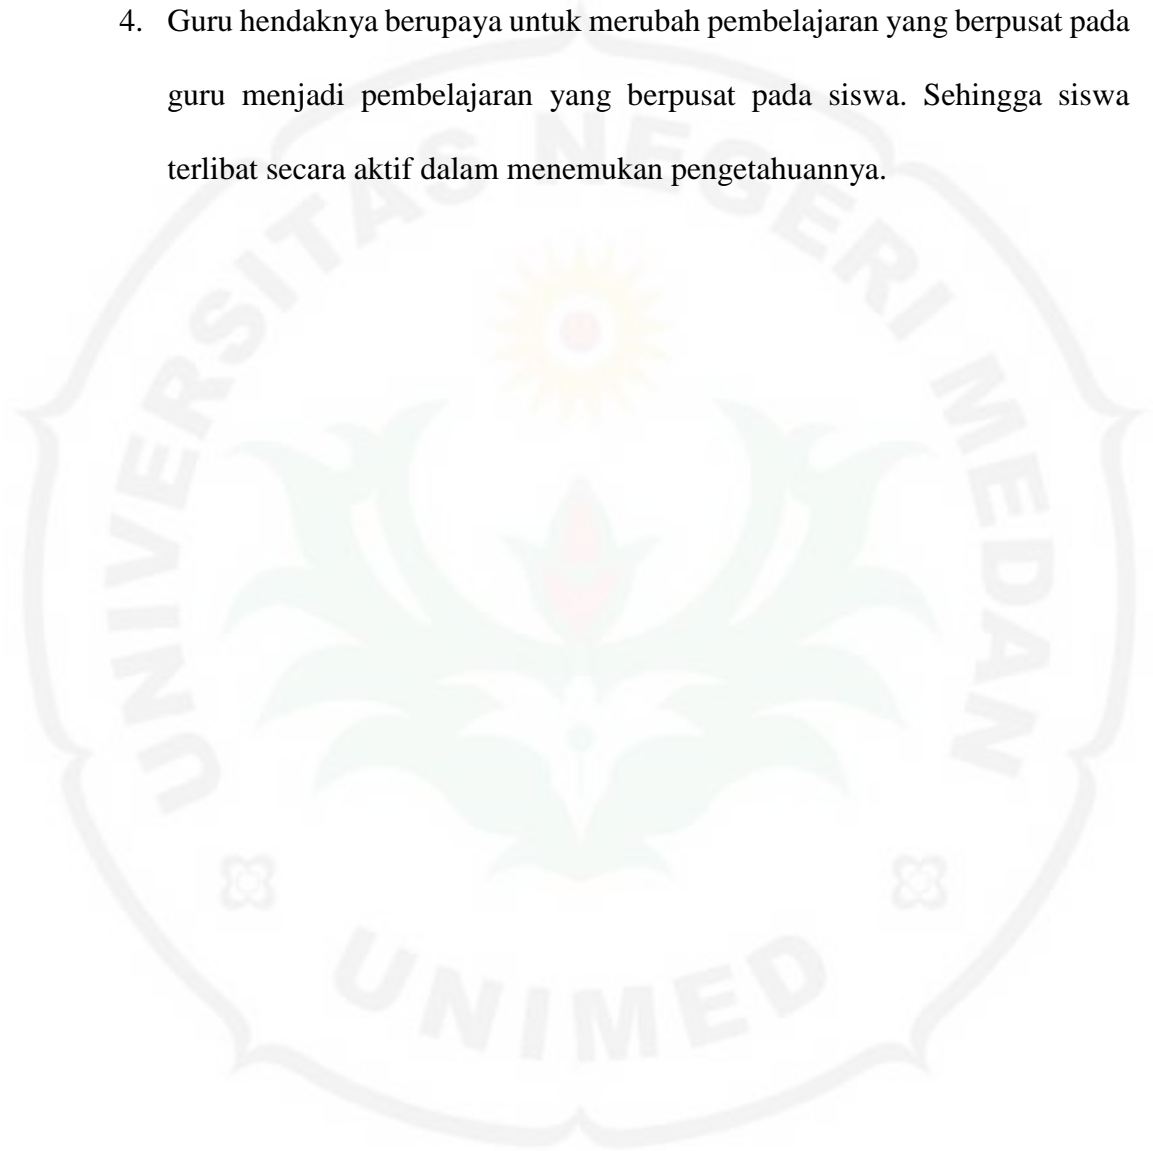 4. Guru hendaknya berupaya untuk merubah pembelajaran yang berpusat pada
guru menjadi pembelajaran yang berpusat pada siswa. Sehingga siswa
terlibat secara aktif dalam menemukan pengetahuannya.
UNIVERSITAS NEGERI MEDAN
UNIMED